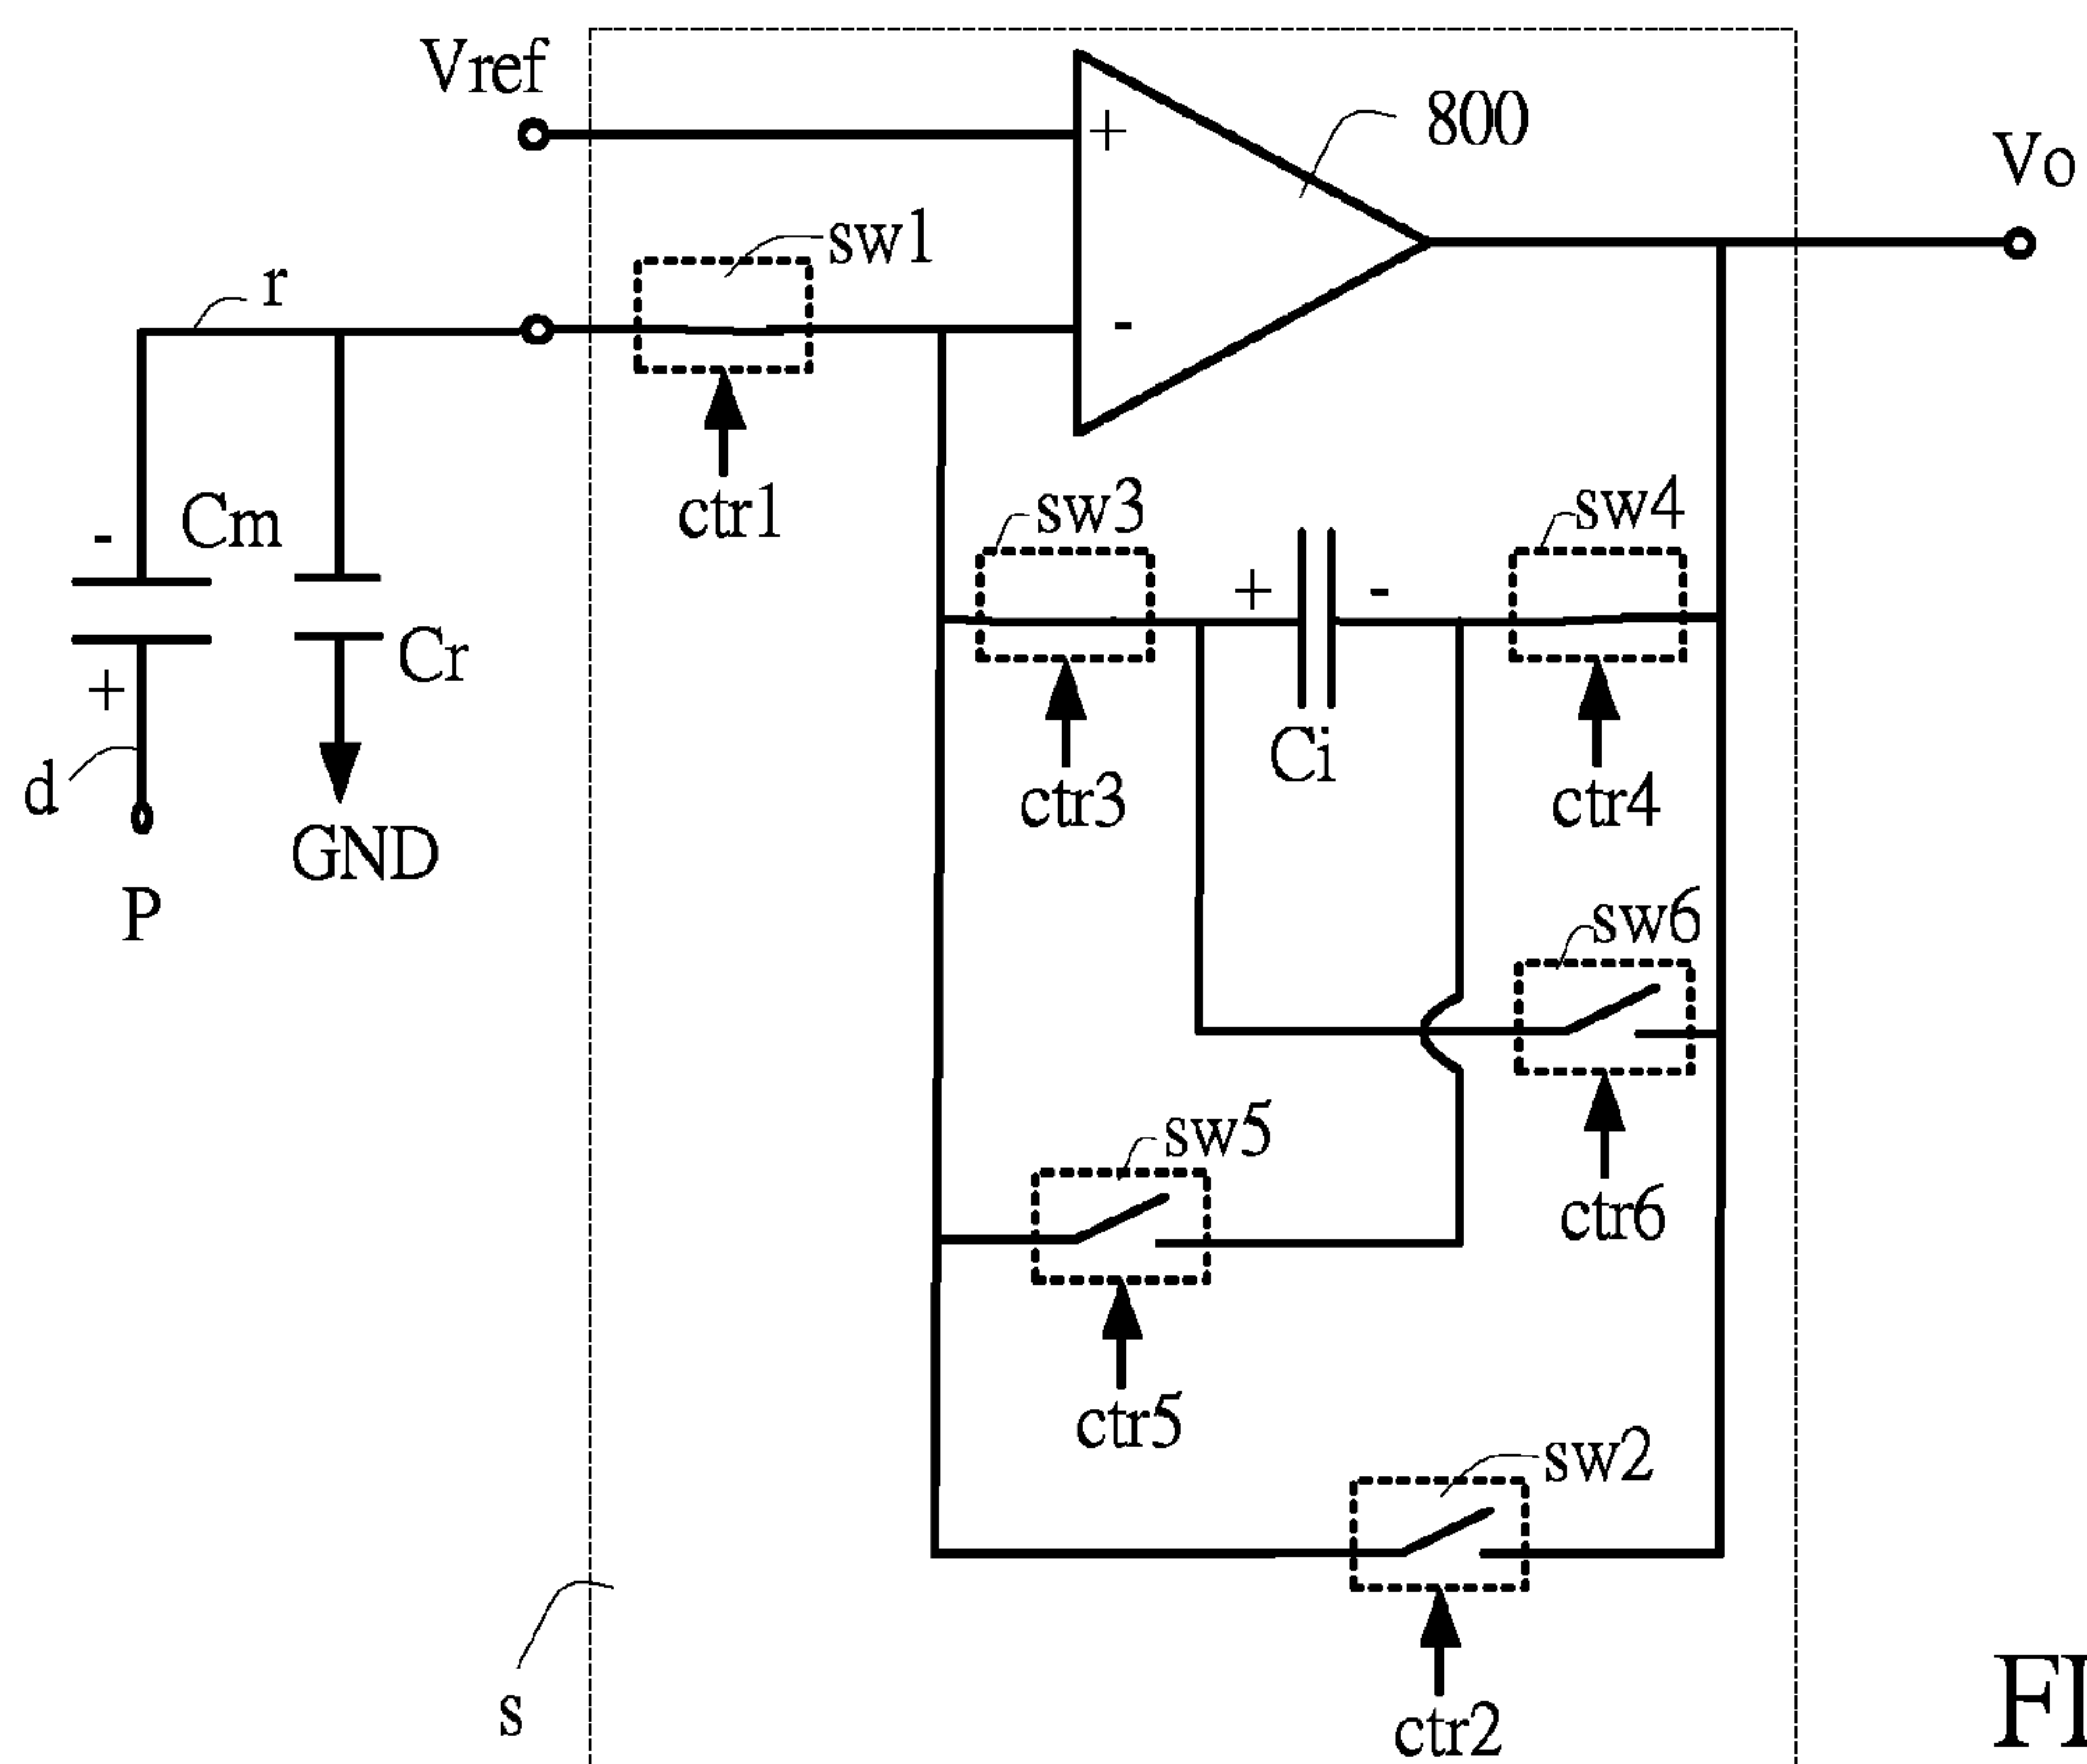 Vref
800
Vo
+
sw1
r
-
ctr1
sw3
sw4
Cm
-
+
-
Cr
+
Ci
d
ctr3
ctr4
GND
P
sw6
sw5
ctr6
ctr5
sw2
s
ctr2